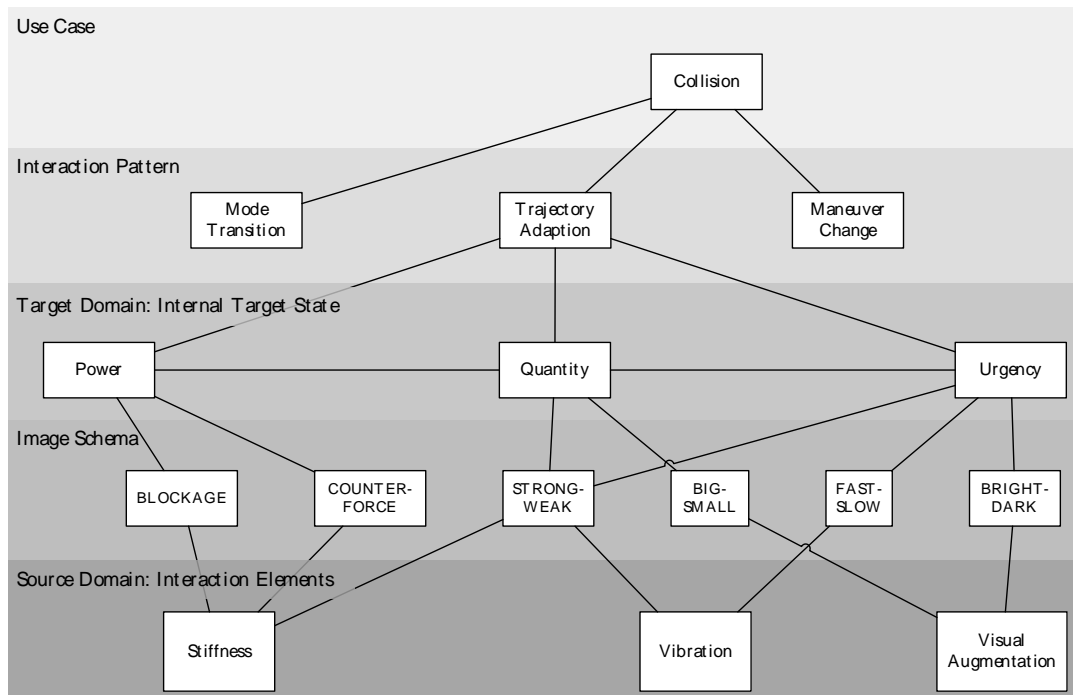 Use Case
Collision
Interaction Pattern
Mode
Transition
Trajectory
Adaption
Maneuver
Change
Target Domain: Internal Target State
Power
Quantity
Urgency
Image Schema
BLOCKAGE
COUNTER-
FORCE
STRONG-
WEAK
BIG-
SMALL
FAST-
SLOW
BRIGHT-
DARK
Source Domain: Interaction Elements
Stiffness
Vibration
Visual
Augmentation